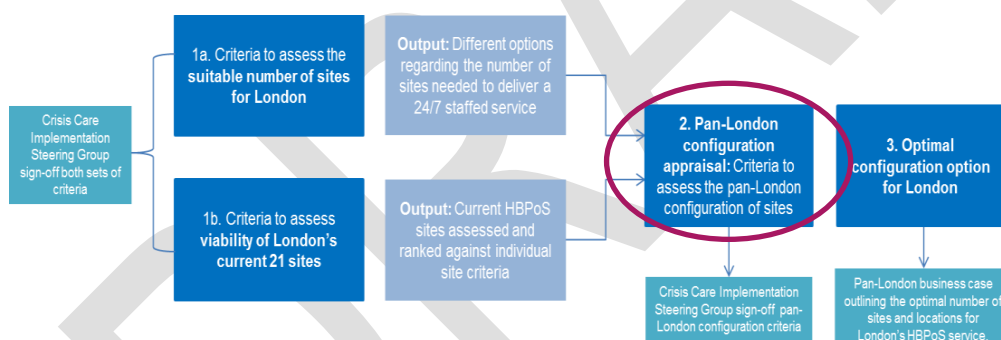 Crisis Care
Implementation
Steering Group
sign-off both sets of
criteria
1a. Criteria to assess the
suitable number of sites
for London
1b. Criteria to assess
viability of London's
current 21 sites
Output: Different options
regarding the number of
sites needed to deliver a
24/7 staffed service
Output: Current HBPoS
sites assessed and
ranked against individual
site criteria
2. Pan-London
configuration
appraisal: Criteria to
assess the pan-London
configuration of sites
Crisis Care Implementation
Steering Group sign-off pan-
London configuration criteria
3. Optimal
configuration option
for London
Pan-London business case
outlining the optimal number of
sites and locations for
London's HBPoS service.